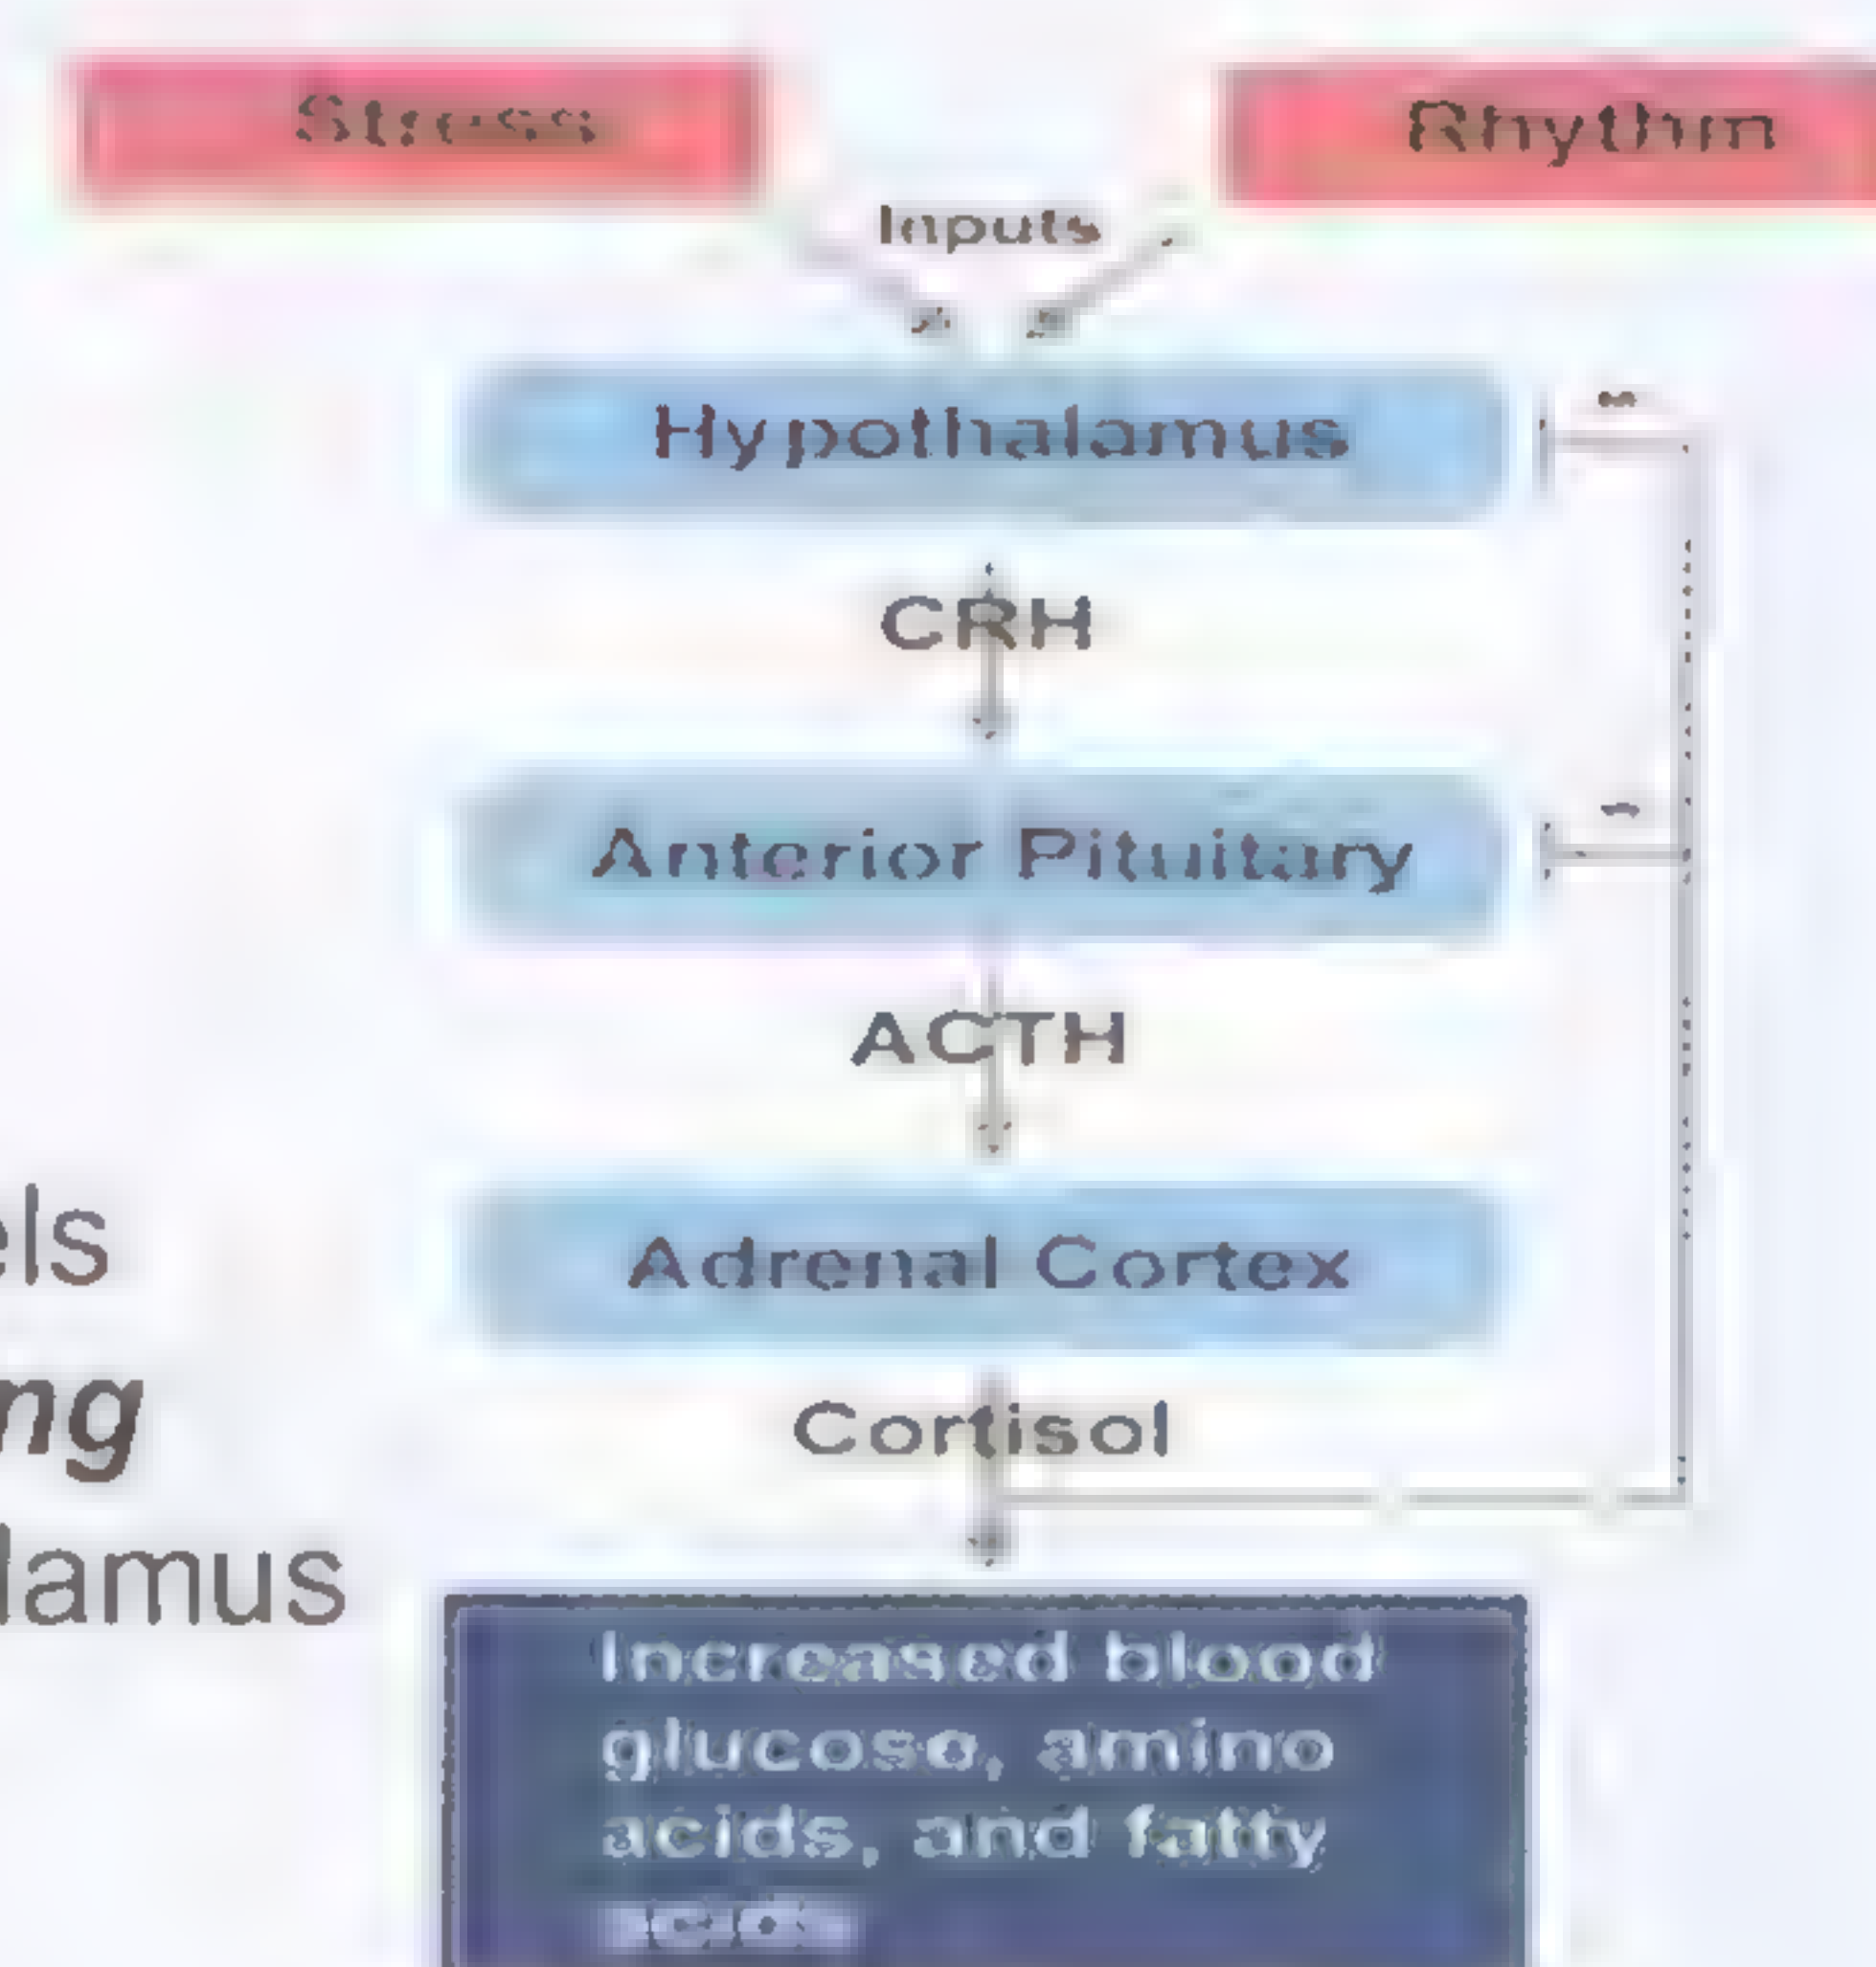 Stress
Rhythm
Inputs
Hypothalamus
CRH
Anterior Pituitary
ACTH
Adrenal Cortex
Cortisol
els
ng
lamus
Increased blood
glucose, amino
acids, and fatty
acids